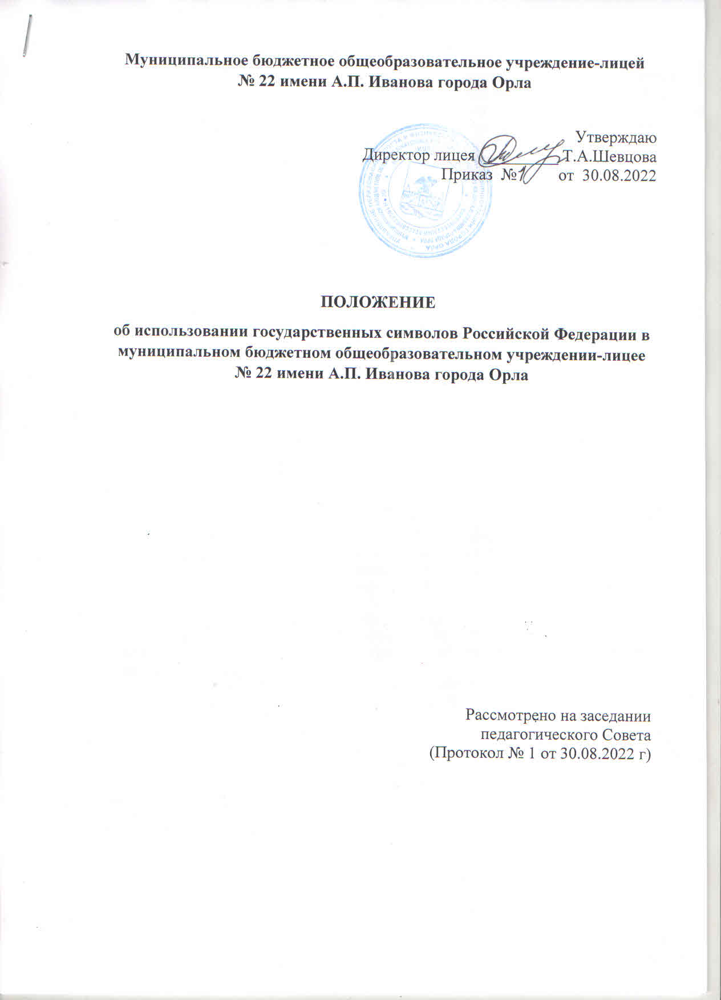 Муниципальное бюджетное общеобразовательное учреждение-лицей
№ 22 имени А.П. Иванова города Орла
Утверждаю
Директор лицея __________Т.А.Шевцова
Приказ № от 30.08.2022
ПОЛОЖЕНИЕ
об использовании государственных символов Российской Федерации в
муниципальном бюджетном общеобразовательном учреждении-лицее
№ 22 имени А.П. Иванова города Орла
Рассмотрено на заседании
педагогического Совета
(Протокол № 1 от 30.08.2022 г)